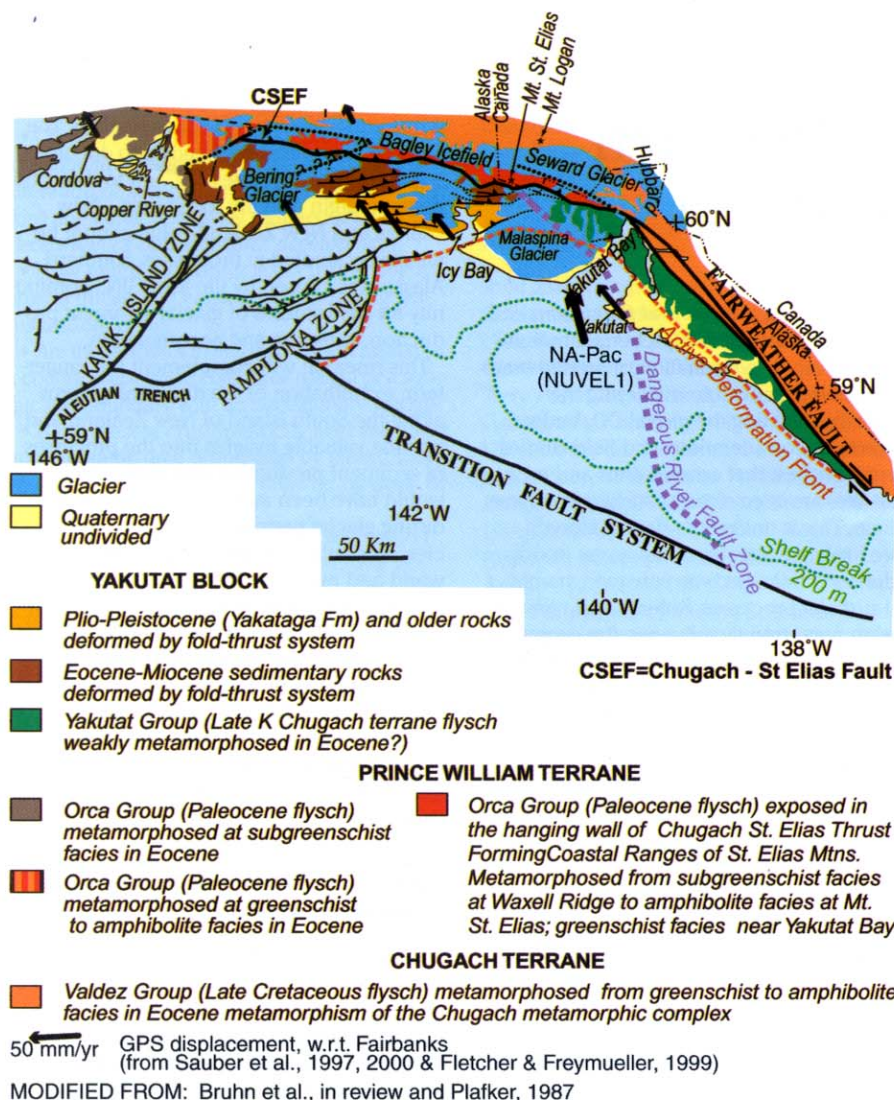 CSEF
Alaska
Canada
Mt. St. Elias
Mt. Logan
Bagley Icefield
Seward Glacier
Hubbard
Cordova
Bering
Glacier
Copper River
60˚N
Malaspina
Glacier
Icy Bay
Yakutat Bay
Yakutat
KAYAK ISLAND ZONE
PAMPLONA ZONE
FAIRWEATHER FAULT
Canada
Alaska
NA-Pac
(NUVEL1)
ALEUTIAN TRENCH
Dangerous River Fault Zone
Active Deformation Front
59˚N
59˚N
146˚W
TRANSITION FAULT SYSTEM
142˚W
50 Km
Shelf Break
200 m
140˚W
138˚W
CSEF=Chugach - St Elias Fault
Glacier
Quaternary
undivided
YAKUTAT BLOCK
Plio-Pleistocene (Yakataga Fm) and older rocks
deformed by fold-thrust system
Eocene-Miocene sedimentary rocks
deformed by fold-thrust system
Yakutat Group (Late K Chugach terrane flysch
weakly metamorphosed in Eocene?)
PRINCE WILLIAM TERRANE
Orca Group (Paleocene flysch)
metamorphosed at subgreenschist
facies in Eocene
Orca Group (Paleocene flysch)
metamorphosed at greenschist
to amphibolite facies in Eocene
Orca Group (Paleocene flysch) exposed in
the hanging wall of Chugach St. Elias Thrust
FormingCoastal Ranges of St. Elias Mtns.
Metamorphosed from subgreenschist facies
at Waxell Ridge to amphibolite facies at Mt.
St. Elias; greenschist facies near Yakutat Bay
CHUGACH TERRANE
Valdez Group (Late Cretaceous flysch) metamorphosed from greenschist to amphibolite
facies in Eocene metamorphism of the Chugach metamorphic complex
50 mm/yr GPS displacement, w.r.t. Fairbanks
(from Sauber et al., 1997, 2000 & Fletcher & Freymueller, 1999)
MODIFIED FROM: Bruhn et al., in review and Plafker, 1987